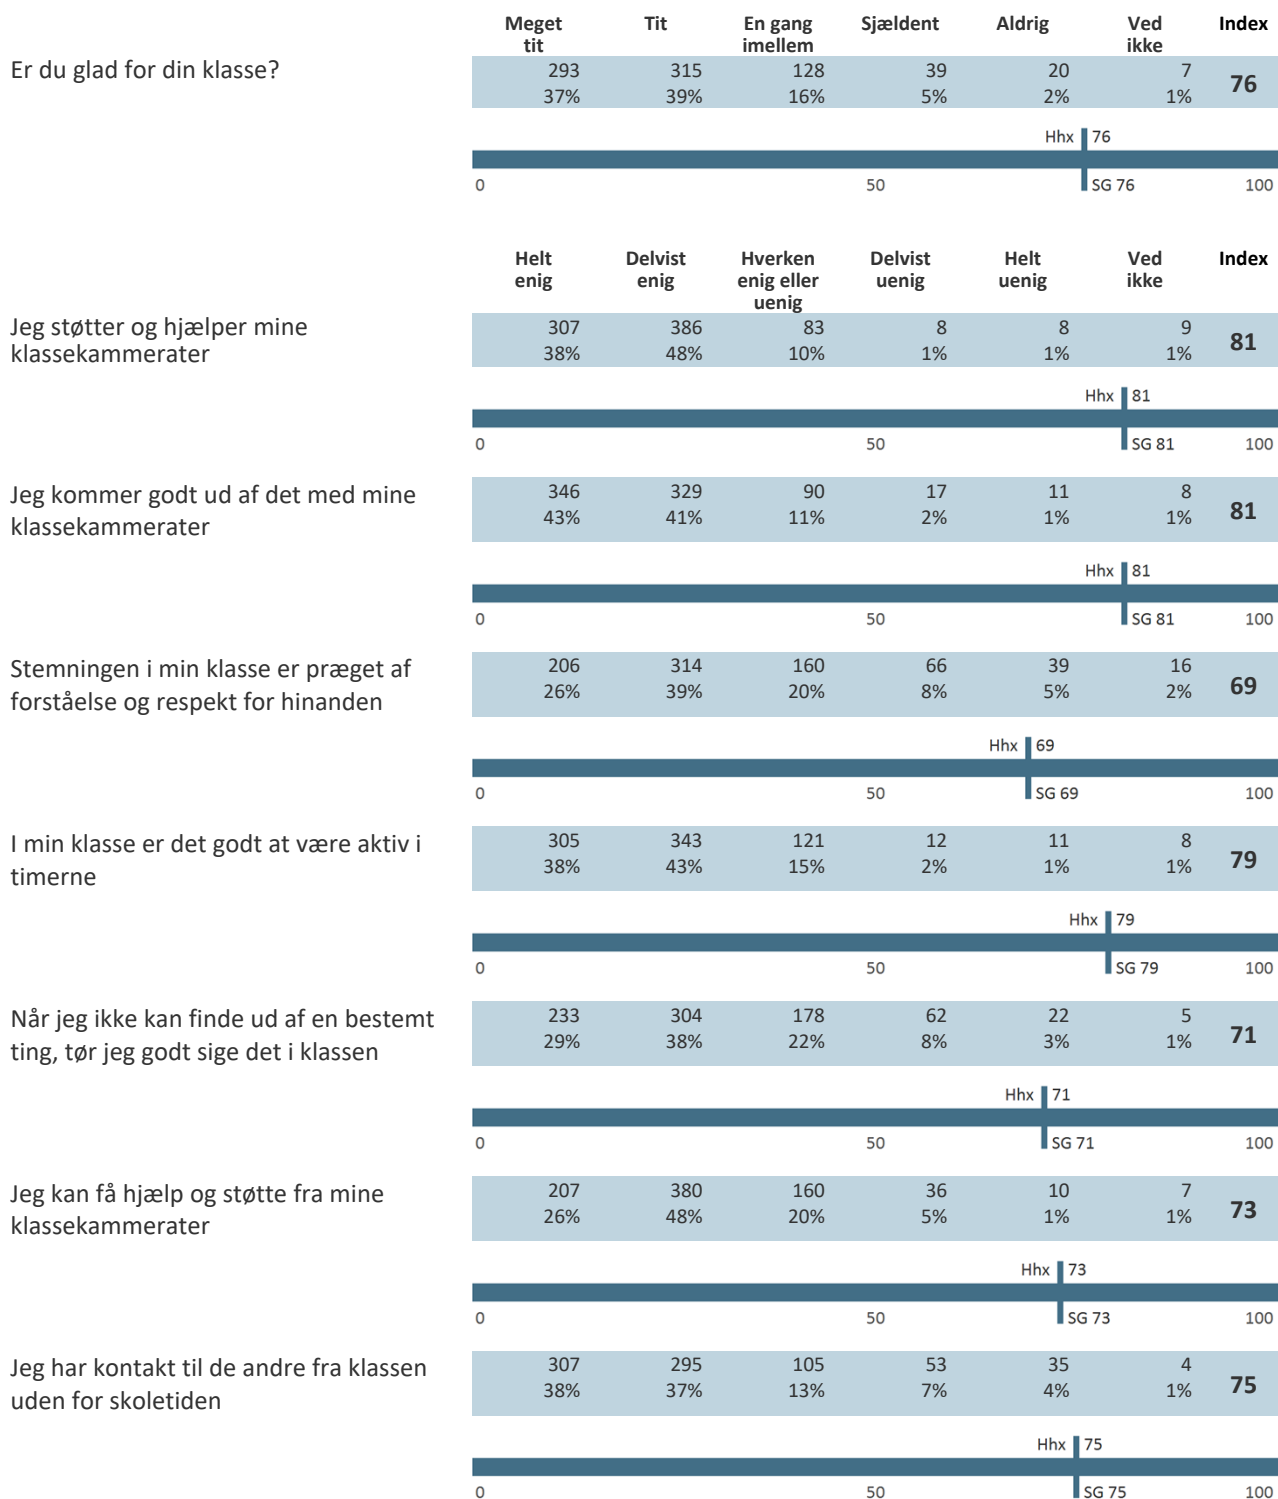 Meget tit Tit En gang imellem Sjældent Aldrig Ved ikke Index
Er du glad for din klasse?
293 315 128 39 20 7 76
37% 39% 16% 5% 2% 1%
Hhx 76
0 50 SG 76 100
Helt enig Delvist enig Hverken enig eller uenig Delvist uenig Helt uenig Ved ikke Index
Jeg støtter og hjælper mine
klassekammerater
307 386 83 8 8 9 81
38% 48% 10% 1% 1% 1%
Hhx 81
0 50 SG 81 100
Jeg kommer godt ud af det med mine
klassekammerater
346 329 90 17 11 8 81
43% 41% 11% 2% 1% 1%
Hhx 81
0 50 SG 81 100
Stemningen i min klasse er præget af
forståelse og respekt for hinanden
206 314 160 66 39 16 69
26% 39% 20% 8% 5% 2%
Hhx 69
0 50 SG 69 100
I min klasse er det godt at være aktiv i
timerne
305 343 121 12 11 8 79
38% 43% 15% 2% 1% 1%
Hhx 79
0 50 SG 79 100
Når jeg ikke kan finde ud af en bestemt
ting, tør jeg godt sige det i klassen
233 304 178 62 22 5 71
29% 38% 22% 8% 3% 1%
Hhx 71
0 50 SG 71 100
Jeg kan få hjælp og støtte fra mine
klassekammerater
207 380 160 36 10 7 73
26% 48% 20% 5% 1% 1%
Hhx 73
0 50 SG 73 100
Jeg har kontakt til de andre fra klassen
uden for skoletiden
307 295 105 53 35 4 75
38% 37% 13% 7% 4% 1%
Hhx 75
0 50 SG 75 100